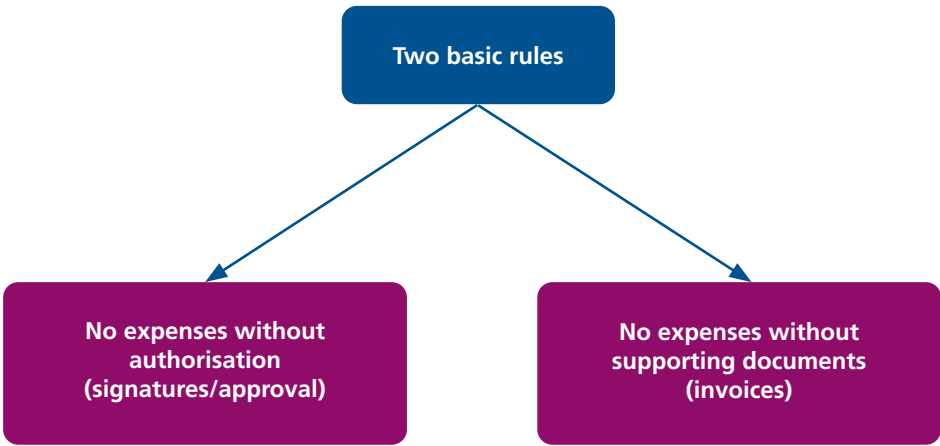 Two basic rules
No expenses without
authorisation
(signatures/approval)
No expenses without
supporting documents
(invoices)